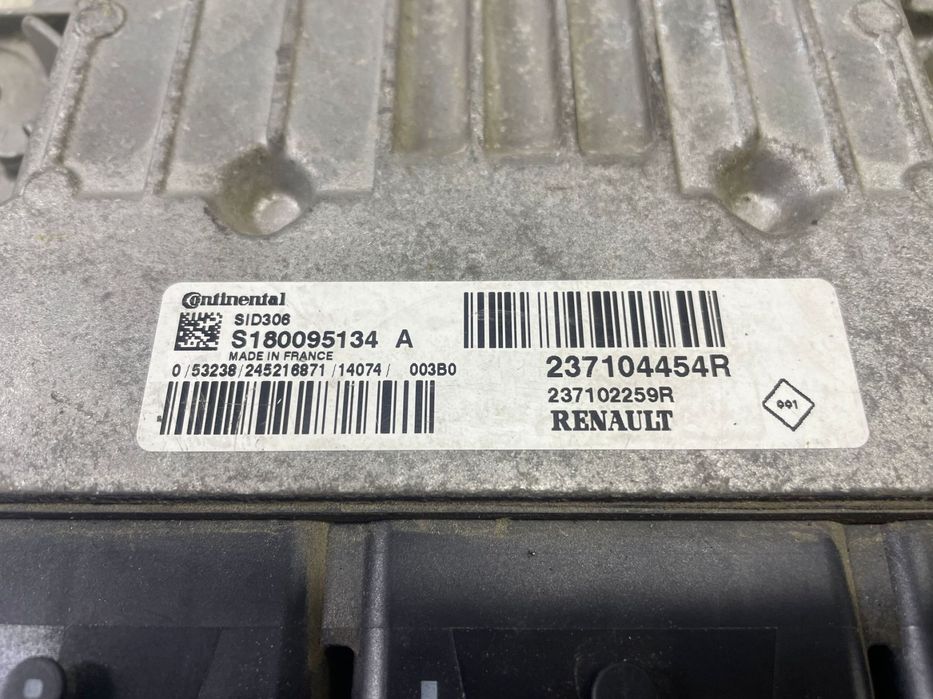 Continental
SID306
S180095134 A
MADE IN FRANCE
0/53238/245216871/14074/ 003B0
237104454R
237102259R
RENAULT
001